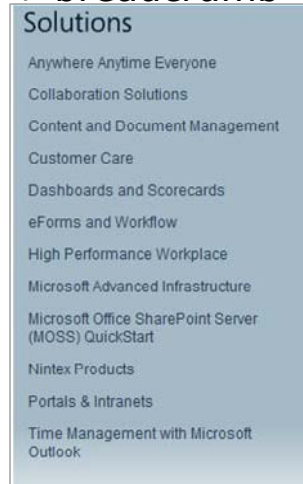 Solutions
Anywhere Anytime Everyone
Collaboration Solutions
Content and Document Management
Customer Care
Dashboards and Scorecards
eForms and Workflow
High Performance Workplace
Microsoft Advanced Infrastructure
Microsoft Office SharePoint Server
(MOSS) QuickStart
Nintex Products
Portals & Intranets
Time Management with Microsoft
Outlook